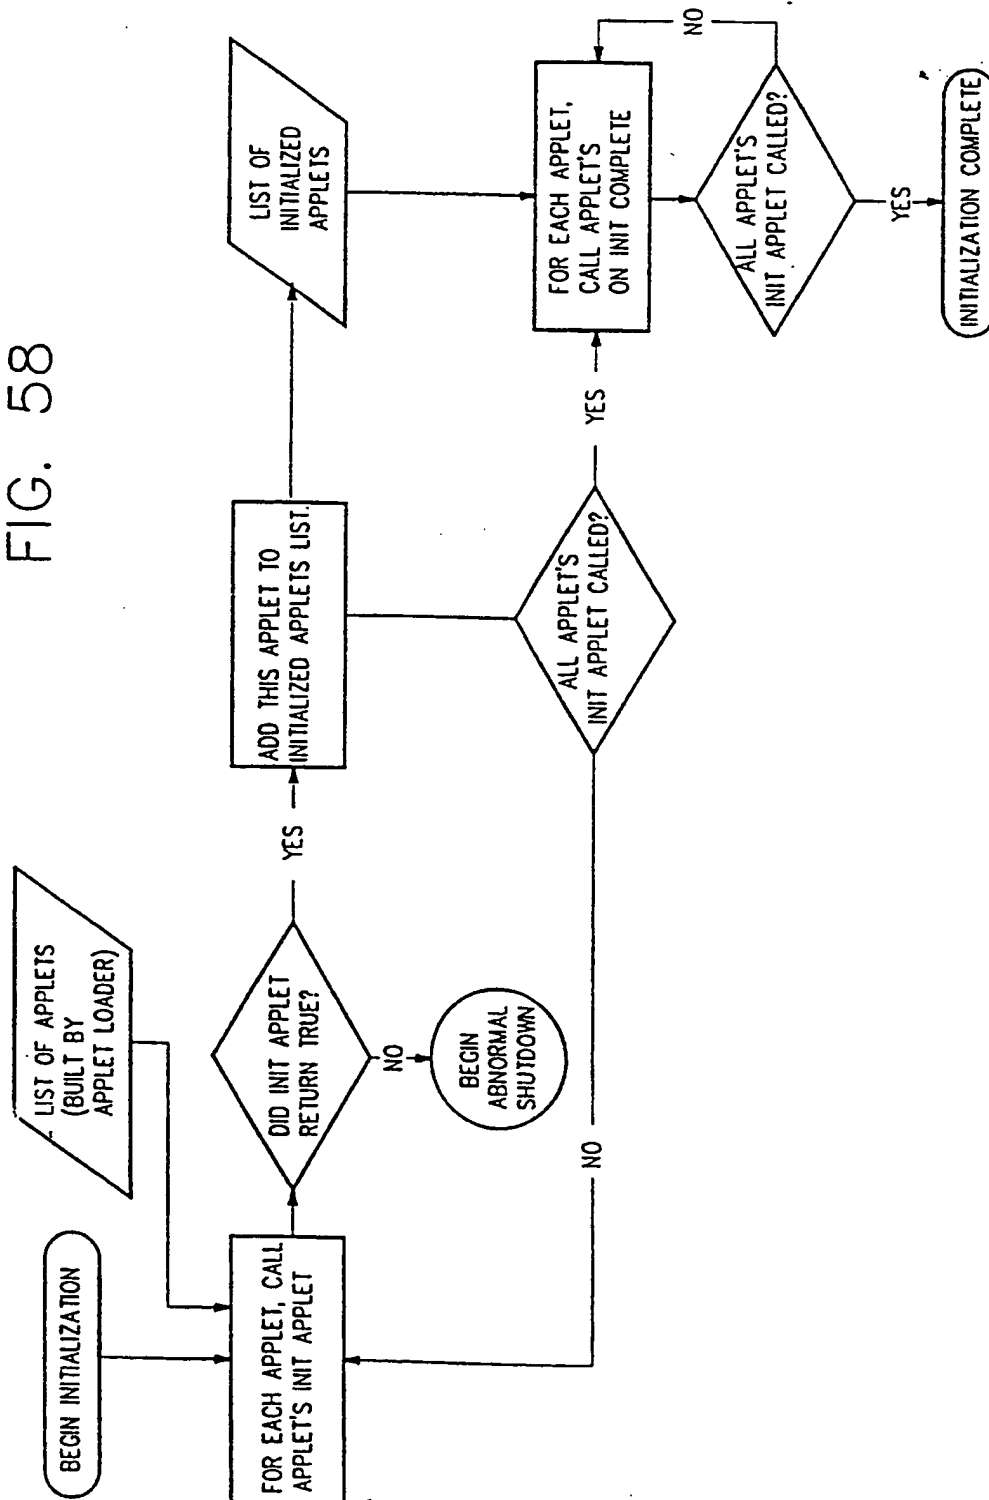 FIG. 58
BEGIN INITIALIZATION
LIST OF APPLETS
(BUILT BY
APPLET LOADER)
FOR EACH APPLET, CALL
APPLET'S INIT APPLET
DID INIT APPLET
RETURN TRUE?
YES
NO
BEGIN
ABNORMAL
SHUTDOWN
ADD THIS APPLET TO
INITIALIZED APPLETS LIST.
LIST OF
INITIALIZED
APPLETS
ALL APPLET'S
INIT APPLET CALLED?
NO
YES
FOR EACH APPLET,
CALL APPLET'S
ON INIT COMPLETE
ALL APPLET'S
INIT APPLET CALLED?
NO
YES
INITIALIZATION COMPLETE